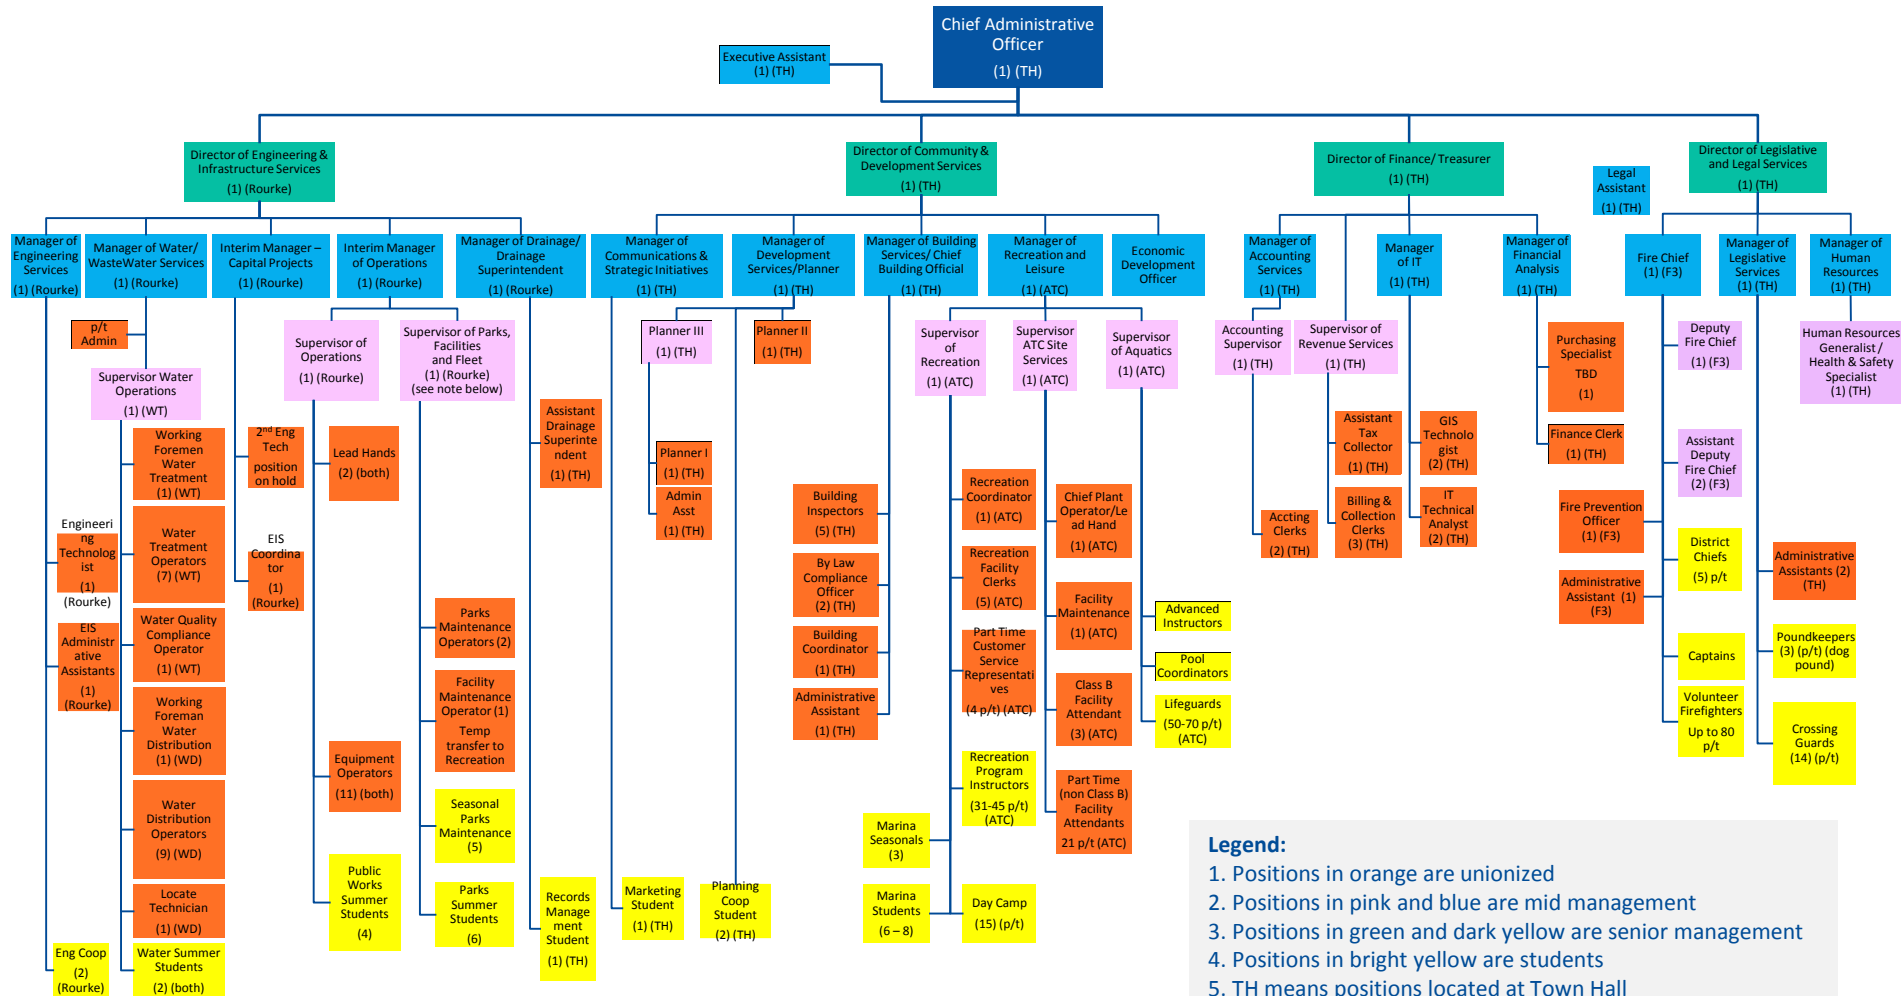 Chief Administrative
Officer
(1) (TH)
Executive Assistant
(1) (TH)
Director of Engineering &
Infrastructure Services
(1) (Rourke)
Director of Community &
Development Services
(1) (TH)
Director of Finance/ Treasurer
(1) (TH)
Director of Legislative
and Legal Services
(1) (TH)
Legal
Assistant
(1) (TH)
Manager of
Engineering
Services
(1) (Rourke)
Manager of Water/
WasteWater Services
(1) (Rourke)
Interim Manager –
Capital Projects
(1) (Rourke)
Interim Manager
of Operations
(1) (Rourke)
Manager of Drainage/
Drainage
Superintendent
(1) (Rourke)
Manager of
Communications &
Strategic Initiatives
(1) (TH)
Manager of
Development
Services/Planner
(1) (TH)
Manager of Building
Services/ Chief
Building Official
(1) (TH)
Manager of
Recreation and
Leisure
(1) (ATC)
Economic
Development
Officer
Manager of
Accounting
Services
(1) (TH)
Manager
of IT
(1) (TH)
Manager of
Financial
Analysis
(1) (TH)
Fire Chief
(1) (F3)
Manager of
Legislative
Services
(1) (TH)
Manager of
Human
Resources
(1) (TH)
p/t
Admin
Supervisor Water
Operations
(1) (WT)
Supervisor of
Operations
(1) (Rourke)
Supervisor of Parks,
Facilities
and Fleet
(1) (Rourke)
(see note below)
Planner III
(1) (TH)
Planner II
(1) (TH)
Supervisor
of
Recreation
(1) (ATC)
Supervisor
ATC Site
Services
(1) (ATC)
Supervisor
of Aquatics
(1) (ATC)
Accounting
Supervisor
(1) (TH)
Supervisor of
Revenue Services
(1) (TH)
Purchasing
Specialist
TBD
(1)
Deputy
Fire Chief
(1) (F3)
Human Resources
Generalist /
Health & Safety
Specialist
(1) (TH)
Working
Foremen
Water
Treatment
(1) (WT)
2nd Eng
Tech
position
on hold
Lead Hands
(2) (both)
Assistant
Drainage
Superinte
ndent
(1) (TH)
Planner I
(1) (TH)
Admin
Asst
(1) (TH)
Building
Inspectors
(5) (TH)
Recreation
Coordinator
(1) (ATC)
Chief Plant
Operator/Le
ad Hand
(1) (ATC)
Accting
Clerks
(2) (TH)
Assistant
Tax
Collector
(1) (TH)
Billing &
Collection
Clerks
(3) (TH)
GIS
Technolo
gist
(2) (TH)
IT
Technical
Analyst
(2) (TH)
Finance Clerk
(1) (TH)
Assistant
Deputy
Fire Chief
(2) (F3)
Fire Prevention
Officer
(1) (F3)
District
Chiefs
(5) p/t
Administrative
Assistant (1)
(F3)
Administrative
Assistants (2)
(TH)
Engineeri
ng
Technolog
ist
(1)
(Rourke)
Water
Treatment
Operators
(7) (WT)
EIS
Coordina
tor
(1)
(Rourke)
By Law
Compliance
Officer
(2) (TH)
Recreation
Facility
Clerks
(5) (ATC)
Facility
Maintenance
(1) (ATC)
Advanced
Instructors
EIS
Administr
ative
Assistants
(1)
(Rourke)
Water Quality
Compliance
Operator
(1) (WT)
Parks
Maintenance
Operators (2)
Building
Coordinator
(1) (TH)
Part Time
Customer
Service
Representati
ves
(4 p/t) (ATC)
Pool
Coordinators
Captains
Poundkeepers
(3) (p/t) (dog
pound)
Working
Foreman
Water
Distribution
(1) (WD)
Facility
Maintenance
Operator (1)
Temp
transfer to
Recreation
Administrative
Assistant
(1) (TH)
Class B
Facility
Attendant
(3) (ATC)
Lifeguards
(50-70 p/t)
(ATC)
Volunteer
Firefighters
Up to 80
p/t
Crossing
Guards
(14) (p/t)
Water
Distribution
Operators
(9) (WD)
Equipment
Operators
(11) (both)
Seasonal
Parks
Maintenance
(5)
Recreation
Program
Instructors
(31-45 p/t)
(ATC)
Part Time
(non Class B)
Facility
Attendants
21 p/t (ATC)
Marina
Seasonals
(3)
Locate
Technician
(1) (WD)
Public
Works
Summer
Students
(4)
Parks
Summer
Students
(6)
Records
Manage
ment
Student
(1) (TH)
Marketing
Student
(1) (TH)
Planning
Coop
Student
(2) (TH)
Marina
Students
(6 – 8)
Day Camp
(15) (p/t)
Eng Coop
(2)
(Rourke)
Water Summer
Students
(2) (both)
Legend:
1. Positions in orange are unionized
2. Positions in pink and blue are mid management
3. Positions in green and dark yellow are senior management
4. Positions in bright yellow are students
5. TH means positions located at Town Hall